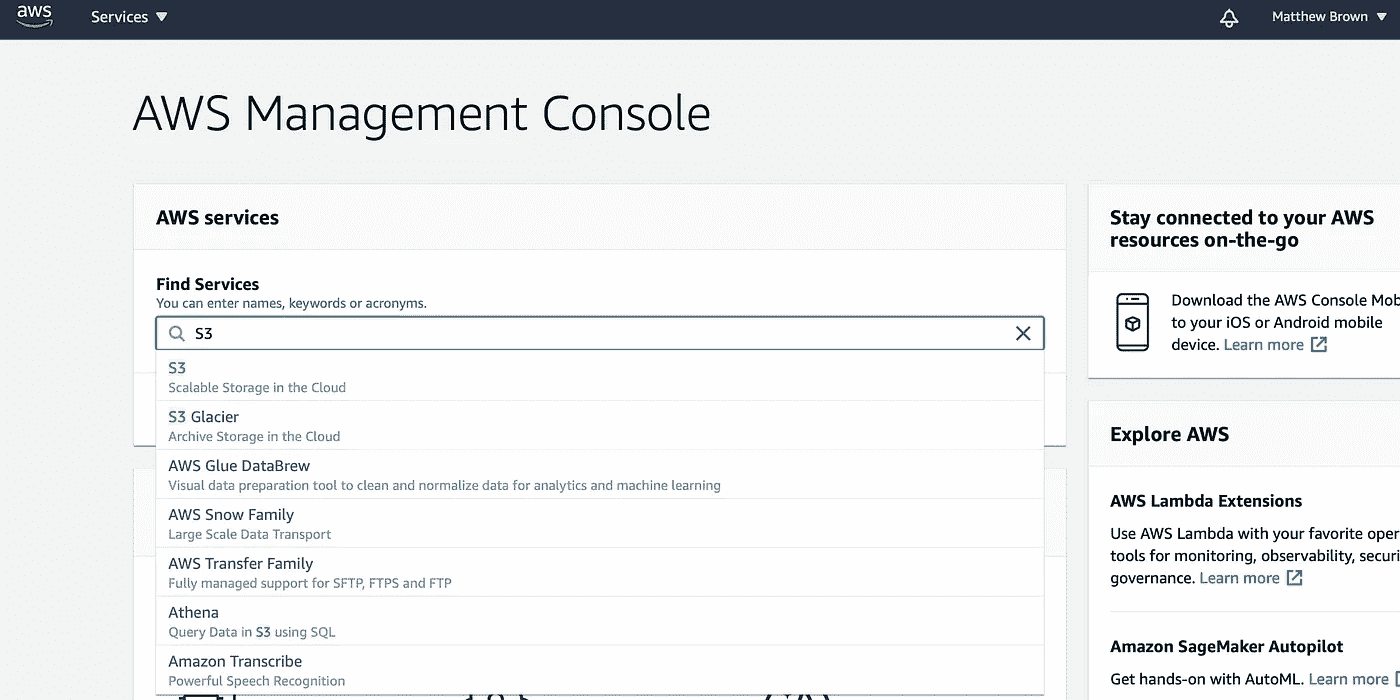 aws
Services
Matthew Brown
AWS Management Console
AWS services
Find Services
You can enter names, keywords or acronyms.
S3
S3
Scalable Storage in the Cloud
S3 Glacier
Archive Storage in the Cloud
AWS Glue DataBrew
Visual data preparation tool to clean and normalize data for analytics and machine learning
AWS Snow Family
Large Scale Data Transport
AWS Transfer Family
Fully managed support for SFTP, FTPS and FTP
Athena
Query Data in S3 using SQL
Amazon Transcribe
Powerful Speech Recognition
Stay connected to your AWS
resources on-the-go
Download the AWS Console Mob
to your iOS or Android mobile
device. Learn more
Explore AWS
AWS Lambda Extensions
Use AWS Lambda with your favorite oper
tools for monitoring, observability, securi
governance. Learn more
Amazon SageMaker Autopilot
Get hands-on with AutoML. Learn more